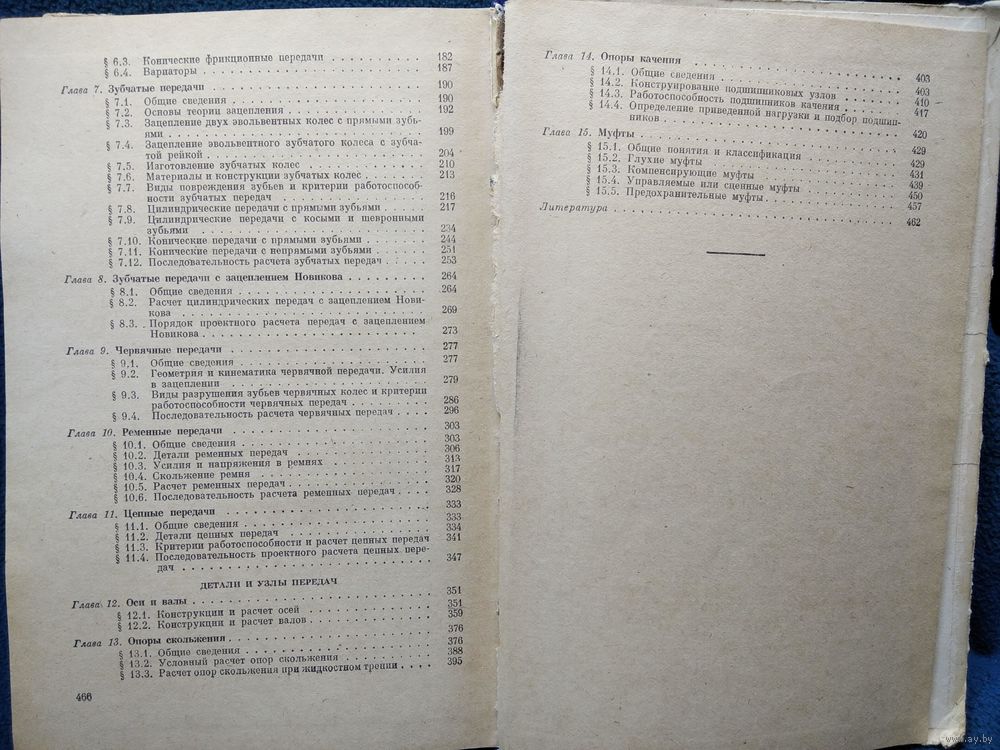 § 6.3. Конические фрикционные передачи . . . . . . . . 182
§ 6.4. Вариаторы . . . . . . . . . . . . . . . . . . 187
Глава 7. Зубчатые передачи . . . . . . . . . . . . . . . . 190
§ 7.1. Общие сведения . . . . . . . . . . . . . . . . 190
§ 7.2. Основы теории зацепления . . . . . . . . . . . . 192
§ 7.3. Зацепление двух эвольвентных колес с прямыми зубь-
ями . . . . . . . . . . . . . . . . . . . . . 199
§ 7.4. Зацепление эвольвентного зубчатого колеса с зубча-
той рейкой . . . . . . . . . . . . . . . . . . 204
§ 7.5. Изготовление зубчатых колес . . . . . . . . . . 210
§ 7.6. Материалы и конструкции зубчатых колес . . . . . 213
§ 7.7. Виды повреждения зубьев и критерии работоспособ-
ности зубчатых передач . . . . . . . . . . . . . 216
§ 7.8. Цилиндрические передачи с прямыми зубьями . . . . 217
§ 7.9. Цилиндрические передачи с косыми и шевронными
зубьями . . . . . . . . . . . . . . . . . . . 234
§ 7.10. Конические передачи с прямыми зубьями . . . . . 244
§ 7.11. Конические передачи с непрямыми зубьями . . . . . 251
§ 7.12. Последовательность расчета зубчатых передач . . . . 253
Глава 8. Зубчатые передачи с зацеплением Новикова . . . . . . . 264
§ 8.1. Общие сведения . . . . . . . . . . . . . . . . 264
§ 8.2. Расчет цилиндрических передач с зацеплением Нови-
кова . . . . . . . . . . . . . . . . . . . . . 269
§ 8.3. Порядок проектного расчета передач с зацеплением
Новикова . . . . . . . . . . . . . . . . . . . 273
Глава 9. Червячные передачи . . . . . . . . . . . . . . . . 277
§ 9.1. Общие сведения . . . . . . . . . . . . . . . . 277
§ 9.2. Геометрия и кинематика червячной передачи. Усилия
в зацеплении . . . . . . . . . . . . . . . . . 279
§ 9.3. Виды разрушения зубьев червячных колес и критерии
работоспособности червячных передач . . . . . . . 286
§ 9.4. Последовательность расчета червячных передач . . . . 296
Глава 10. Ременные передачи . . . . . . . . . . . . . . . . 303
§ 10.1. Общие сведения . . . . . . . . . . . . . . . . 303
§ 10.2. Детали ременных передач . . . . . . . . . . . . 306
§ 10.3. Усилия и напряжения в ремнях . . . . . . . . . . 313
§ 10.4. Скольжение ремня . . . . . . . . . . . . . . . 317
§ 10.5. Расчет ременных передач . . . . . . . . . . . . 320
§ 10.6. Последовательность расчета ременных передач . . . . 328
Глава 11. Цепные передачи . . . . . . . . . . . . . . . . . 333
§ 11.1. Общие сведения . . . . . . . . . . . . . . . . 333
§ 11.2. Детали цепных передач . . . . . . . . . . . . . 334
§ 11.3. Критерии работоспособности и расчет цепных передач 341
§ 11.4. Последовательность проектного расчета цепных пере-
дач . . . . . . . . . . . . . . . . . . . . . 347
ДЕТАЛИ И УЗЛЫ ПЕРЕДАЧ
Глава 12. Оси и валы . . . . . . . . . . . . . . . . . . . 351
§ 12.1. Конструкции и расчет осей . . . . . . . . . . . 351
§ 12.2. Конструкции и расчет валов . . . . . . . . . . . 359
Глава 13. Опоры скольжения . . . . . . . . . . . . . . . . . 376
§ 13.1. Общие сведения . . . . . . . . . . . . . . . . 376
§ 13.2. Условный расчет опор скольжения . . . . . . . . . 388
§ 13.3. Расчет опор скольжения при жидкостном трении . . . . 395
466
Глава 14. Опоры качения . . . . . . . . . . . . . . . . . . 403
§ 14.1. Общие сведения . . . . . . . . . . . . . . . . 403
§ 14.2. Конструирование подшипниковых узлов . . . . . . . 410
§ 14.3. Работоспособность подшипников качения . . . . . . 417
§ 14.4. Определение приведенной нагрузки и подбор подшип-
ников . . . . . . . . . . . . . . . . . . . . 420
Глава 15. Муфты . . . . . . . . . . . . . . . . . . . . . 429
§ 15.1. Общие понятия и классификация . . . . . . . . . . 429
§ 15.2. Глухие муфты . . . . . . . . . . . . . . . . . 431
§ 15.3. Компенсирующие муфты . . . . . . . . . . . . . 439
§ 15.4. Управляемые или сцепные муфты . . . . . . . . . . 450
§ 15.5. Предохранительные муфты . . . . . . . . . . . . 457
Литература . . . . . . . . . . . . . . . . . . . . . . . 462
www.ay.by